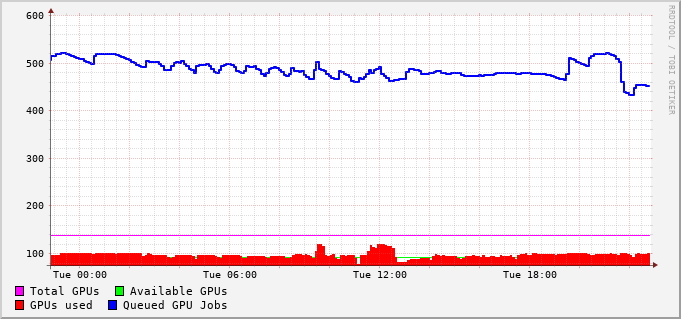 600
500
400
300
200
100
Tue 00:00 Tue 06:00 Tue 12:00 Tue 18:00
Total GPUs Available GPUs
GPUs used Queued GPU Jobs
RRDTOOL / TOBI OETIKER